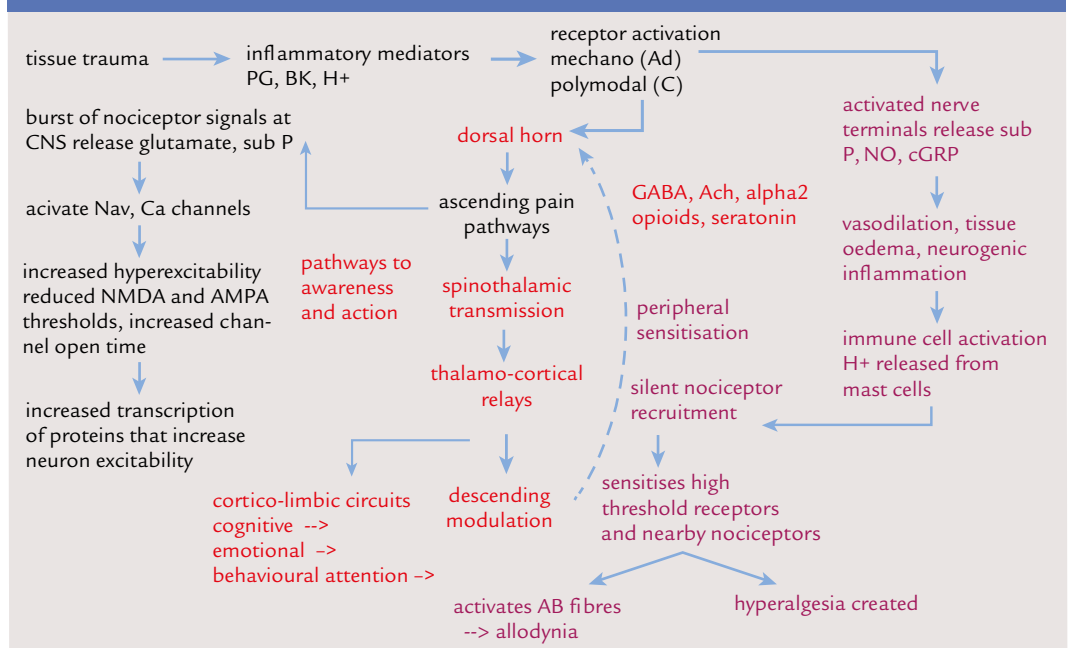 tissue trauma
inflammatory mediators
PG, BK, H+
receptor activation
mechano (Ad)
polymodal (C)
burst of nociceptor signals at
CNS release glutamate, sub P
acivate Nav, Ca channels
increased hyperexcitability
reduced NMDA and AMPA
thresholds, increased chan-
nel open time
increased transcription
of proteins that increase
neuron excitability
dorsal horn
ascending pain
pathways
pathways to
awareness
and action
spinothalamic
transmission
thalamo-cortical
relays
cortico-limbic circuits
cognitive -->
emotional ->
behavioural attention ->
descending
modulation
GABA, Ach, alpha2
opioids, seratonin
peripheral
sensitisation
activated nerve
terminals release sub
P, NO, cGRP
vasodilation, tissue
oedema, neurogenic
inflammation
immune cell activation
H+ released from
mast cells
silent nociceptor
recruitment
sensitises high
threshold receptors
and nearby nociceptors
activates AB fibres
--> allodynia
hyperalgesia created